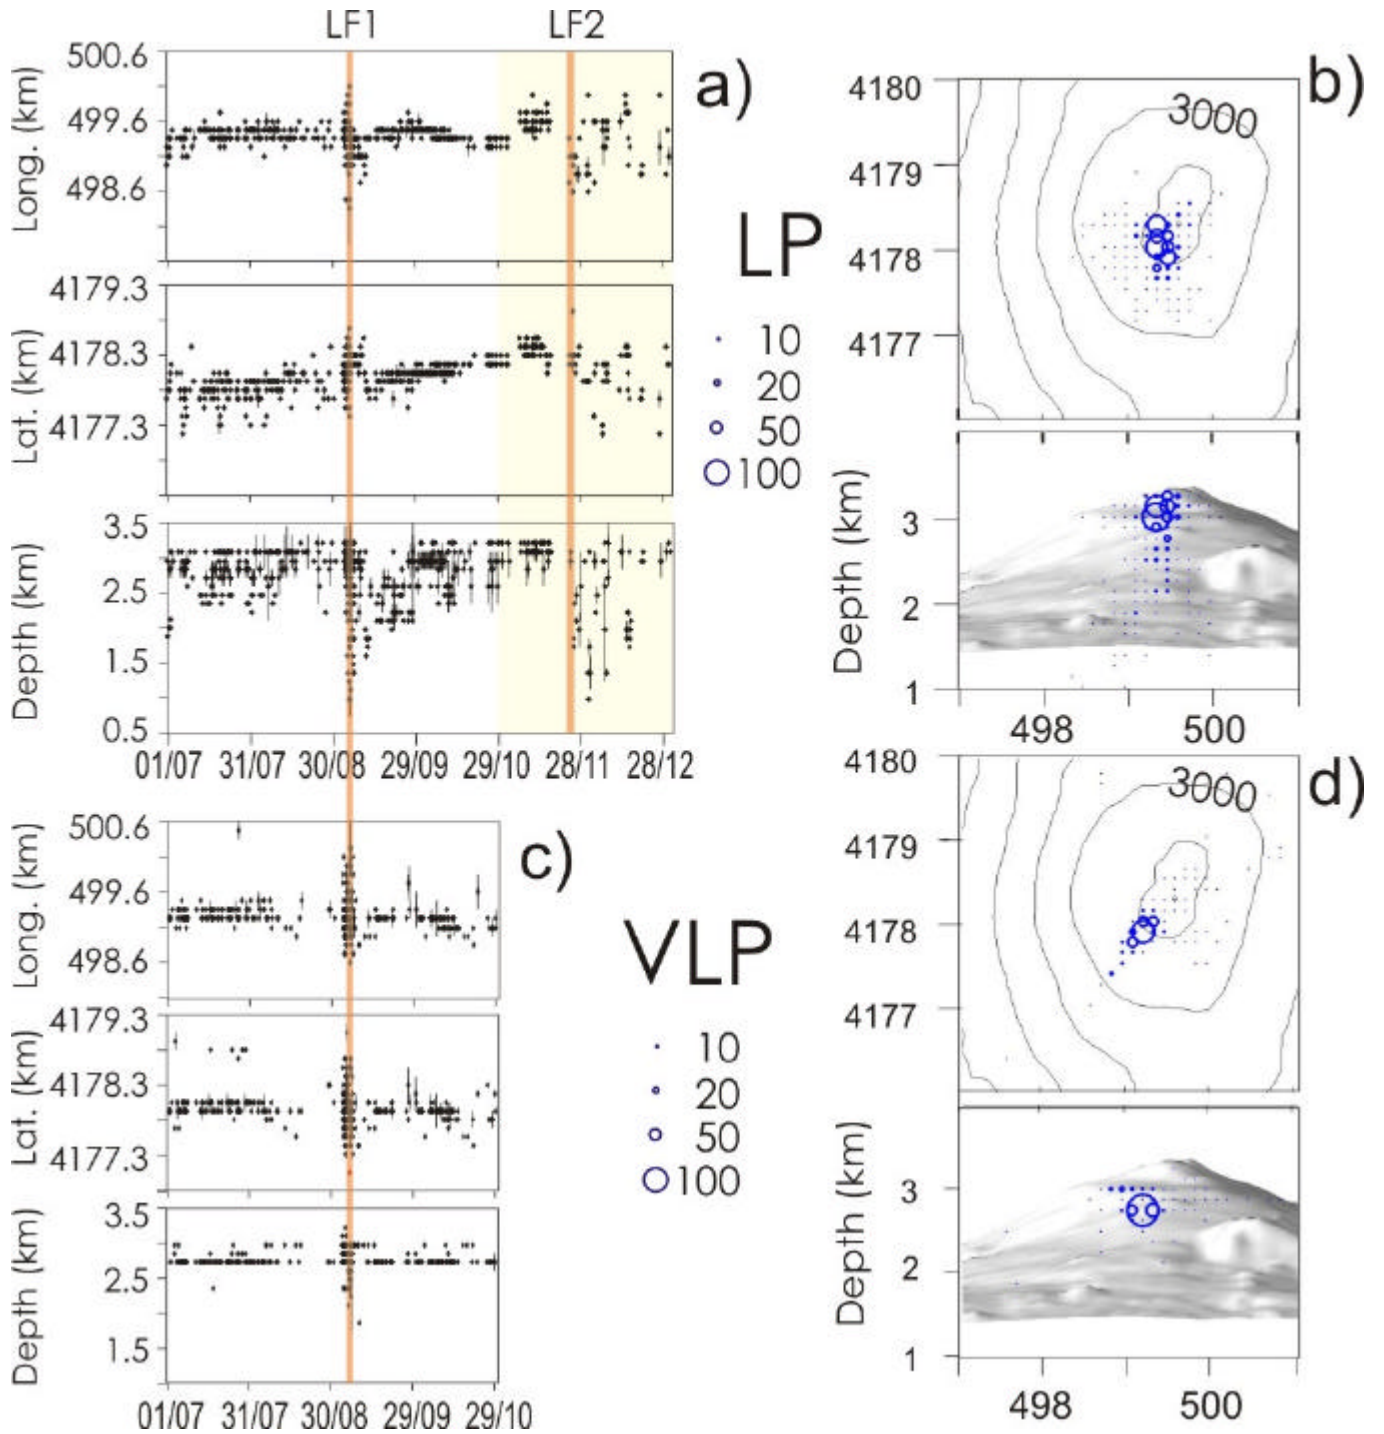 LF1 LF2
a)
Long. (km)
500.6
499.6
498.6
Lat. (km)
4179.3
4178.3
4177.3
Depth (km)
3.5
2.5
1.5
0.5
01/07 31/07 30/08 29/09 29/10 28/11 28/12
LP
10
20
50
100
b)
3000
4180
4179
4178
4177
Depth (km)
3
2
1
498 500
c)
Long. (km)
500.6
499.6
498.6
Lat. (km)
4179.3
4178.3
4177.3
Depth (km)
3.5
2.5
1.5
01/07 31/07 30/08 29/09 29/10
VLP
10
20
50
100
d)
3000
4180
4179
4178
4177
Depth (km)
3
2
1
498 500